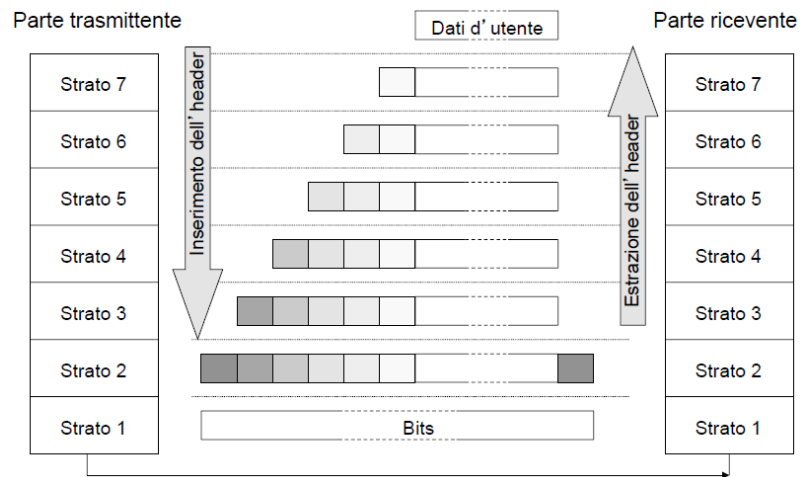 Parte trasmittente
Dati d' utente
Parte ricevente
Strato 7
Strato 6
Strato 5
Strato 4
Strato 3
Strato 2
Strato 1
Inserimento dell' header
Bits
Estrazione dell' header
Strato 7
Strato 6
Strato 5
Strato 4
Strato 3
Strato 2
Strato 1